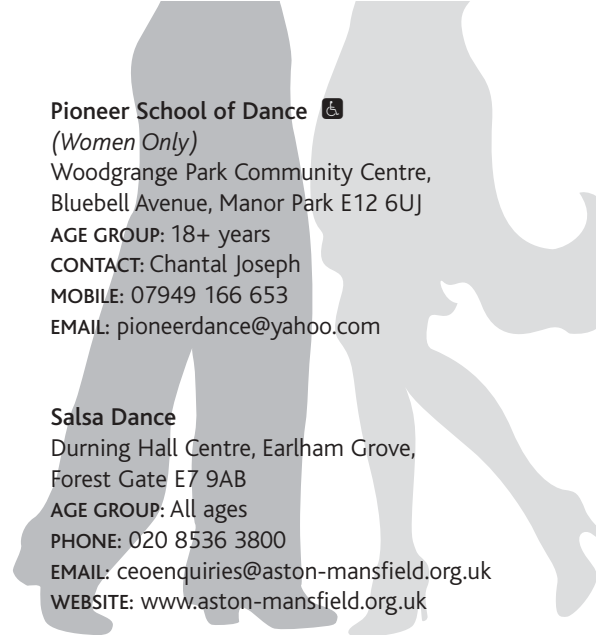 Pioneer School of Dance
(Women Only)
Woodgrange Park Community Centre,
Bluebell Avenue, Manor Park E12 6UJ
AGE GROUP: 18+ years
CONTACT: Chantal Joseph
MOBILE: 07949 166 653
EMAIL: pioneerdance@yahoo.com
Salsa Dance
Durning Hall Centre, Earlham Grove,
Forest Gate E7 9AB
AGE GROUP: All ages
PHONE: 020 8536 3800
EMAIL: ceoenquiries@aston-mansfield.org.uk
WEBSITE: www.aston-mansfield.org.uk